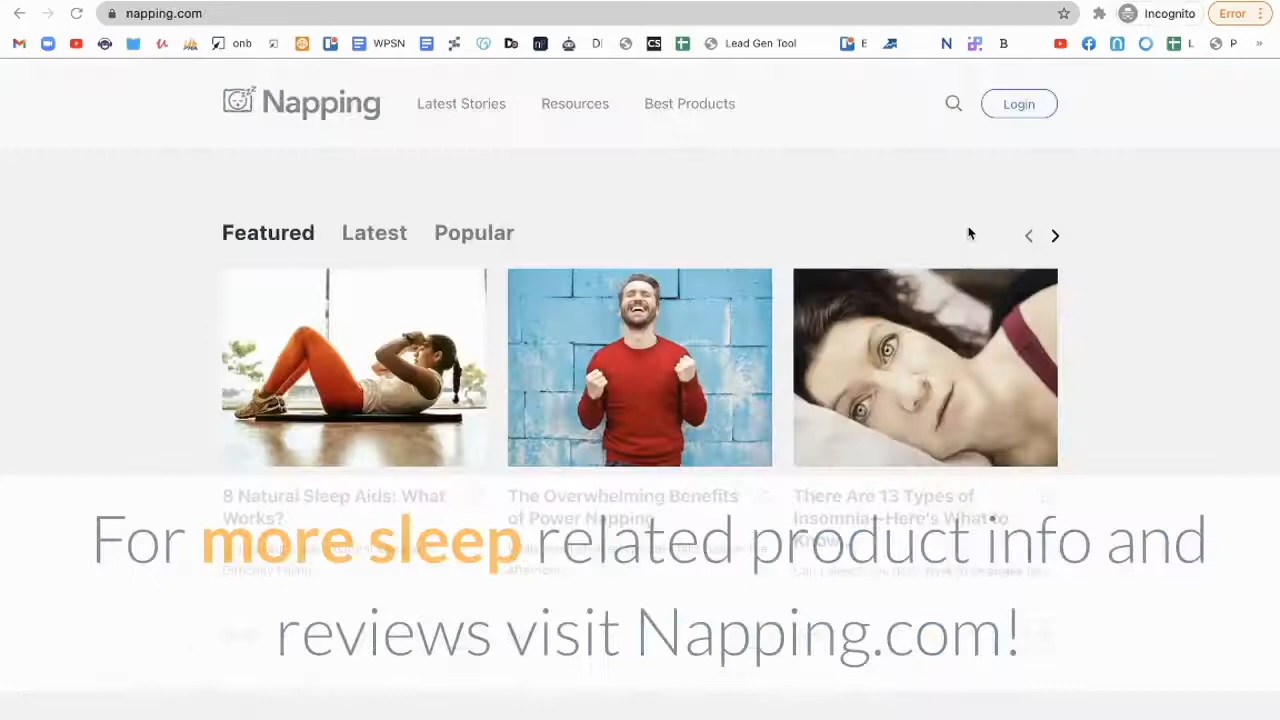 napping.com
Incognito
Error
onb
WPSN
Lead Gen Tool
E
L
P
Napping
Latest Stories
Resources
Best Products
Login
Featured
Latest
Popular
8 Natural Sleep Aids: What
Works?
The Overwhelming Benefits
of Power Napping
There Are 13 Types of
Insomnia—Here's What to
Know
For more sleep related product info and
reviews visit Napping.com!